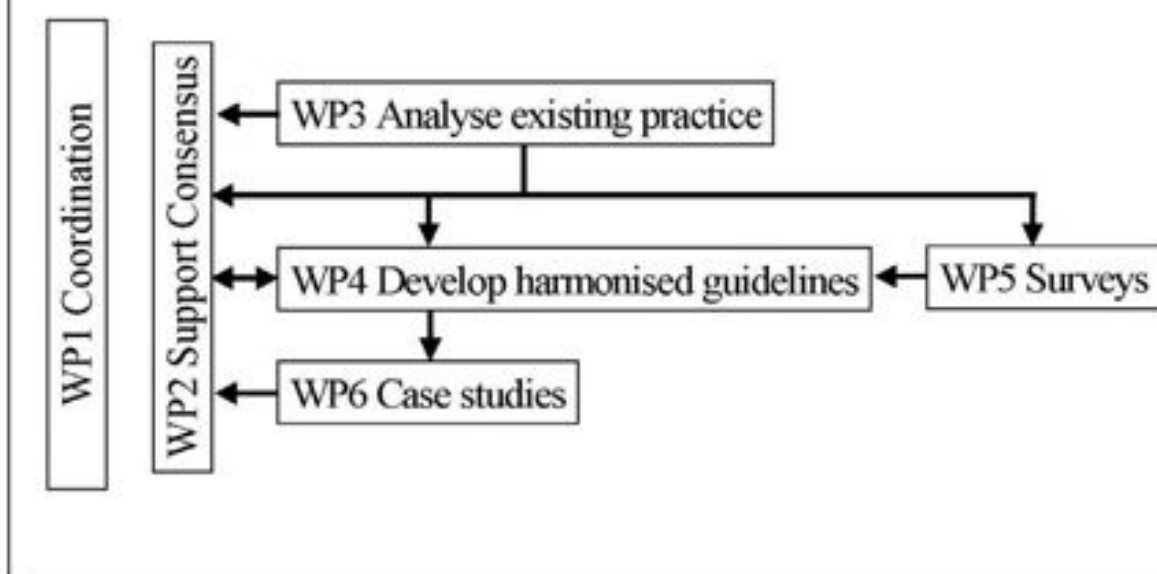 WP1 Coordination
WP2 Support Consensus
WP3 Analyse existing practice
WP4 Develop harmonised guidelines
WP5 Surveys
WP6 Case studies